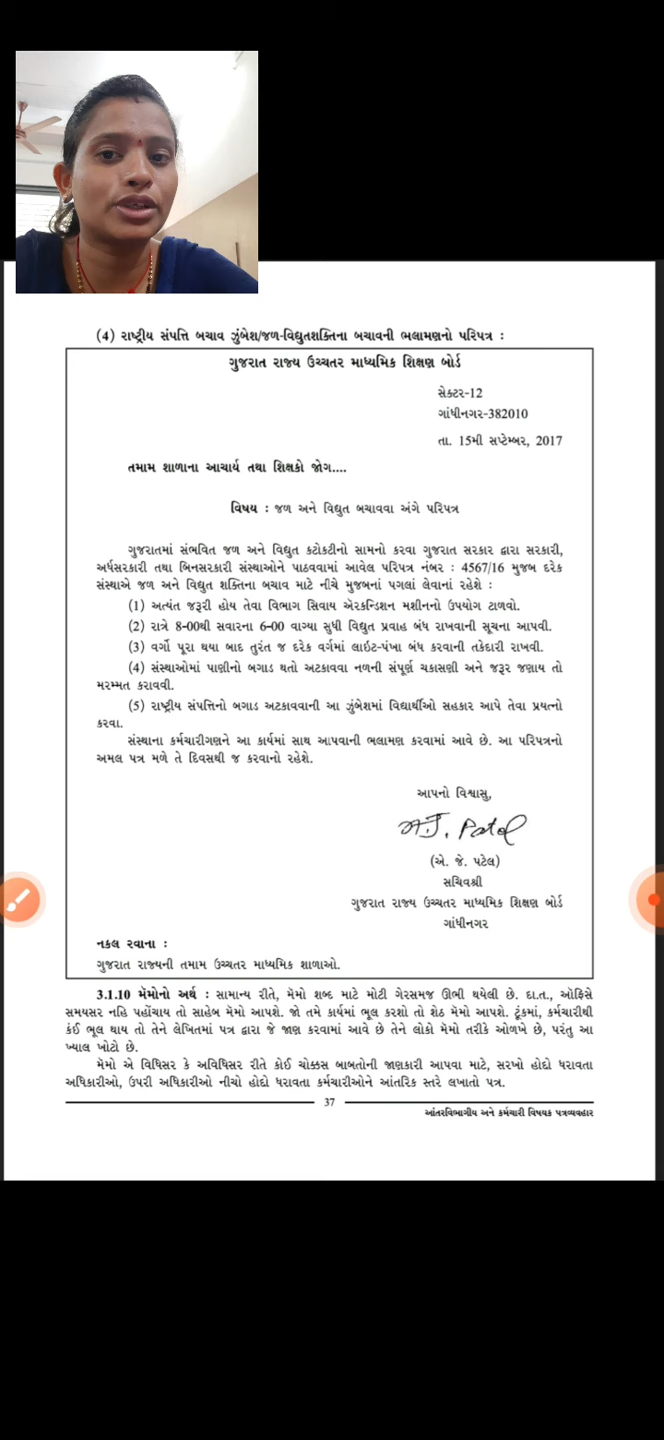 (4) રાષ્ટ્રીય સંપત્તિ બચાવ ઝુંબેશ/જળ-વિદ્યુતશક્તિના બચાવની ભલામણનો પરિપત્ર :
ગુજરાત રાજ્ય ઉચ્ચતર માધ્યમિક શિક્ષણ બોર્ડ
સેક્ટર-12
ગાંધીનગર-382010
તા. 15મી સપ્ટેમ્બર, 2017
તમામ શાળાના આચાર્ય તથા શિક્ષકો જોગ....
વિષય : જળ અને વિદ્યુત બચાવવા અંગે પરિપત્ર
ગુજરાતમાં સંભવિત જળ અને વિદ્યુત કટોકટીનો સામનો કરવા ગુજરાત સરકાર દ્વારા સરકારી,
અર્ધસરકારી તથા બિનસરકારી સંસ્થાઓને પાઠવવામાં આવેલ પરિપત્ર નંબર : 4567/16 મુજબ દરેક
સંસ્થાએ જળ અને વિદ્યુત શક્તિના બચાવ માટે નીચે મુજબનાં પગલાં લેવાનાં રહેશે :
(1) અત્યંત જરૂરી હોય તેવા વિભાગ સિવાય ઍરકન્ડિશન મશીનનો ઉપયોગ ટાળવો.
(2) રાત્રે 8-00થી સવારના 6-00 વાગ્યા સુધી વિદ્યુત પ્રવાહ બંધ રાખવાની સૂચના આપવી.
(3) વર્ગો પૂરા થયા બાદ તુરંત જ દરેક વર્ગમાં લાઇટ-પંખા બંધ કરવાની તકેદારી રાખવી.
(4) સંસ્થાઓમાં પાણીનો બગાડ થતો અટકાવવા નળની સંપૂર્ણ ચકાસણી અને જરૂર જણાય તો
મરમ્મત કરાવવી.
(5) રાષ્ટ્રીય સંપત્તિનો બગાડ અટકાવવાની આ ઝુંબેશમાં વિદ્યાર્થીઓ સહકાર આપે તેવા પ્રયત્નો
કરવા.
સંસ્થાના કર્મચારીગણને આ કાર્યમાં સાથ આપવાની ભલામણ કરવામાં આવે છે. આ પરિપત્રનો
અમલ પત્ર મળે તે દિવસથી જ કરવાનો રહેશે.
આપનો વિશ્વાસુ,
A.J. Patel
(એ. જે. પટેલ)
સચિવશ્રી
ગુજરાત રાજ્ય ઉચ્ચતર માધ્યમિક શિક્ષણ બોર્ડ
ગાંધીનગર
નકલ રવાના :
ગુજરાત રાજ્યની તમામ ઉચ્ચતર માધ્યમિક શાળાઓ.
3.1.10 મૅમોનો અર્થ : સામાન્ય રીતે, મૅમો શબ્દ માટે મોટી ગેરસમજ ઊભી થયેલી છે. દા.ત., ઑફિસે
સમયસર નહિ પહોંચાય તો સાહેબ મૅમો આપશે. જો તમે કાર્યમાં ભૂલ કરશો તો શેઠ મૅમો આપશે. ટૂંકમાં, કર્મચારીથી
કંઈ ભૂલ થાય તો તેને લેખિતમાં પત્ર દ્વારા જે જાણ કરવામાં આવે છે તેને લોકો મૅમો તરીકે ઓળખે છે, પરંતુ આ
ખ્યાલ ખોટો છે.
મૅમો એ વિધિસર કે અવિધિસર રીતે કોઈ ચોક્કસ બાબતોની જાણકારી આપવા માટે, સરખો હોદ્દો ધરાવતા
અધિકારીઓ, ઉપરી અધિકારીઓ નીચો હોદ્દો ધરાવતા કર્મચારીઓને આંતરિક સ્તરે લખાતો પત્ર.
37
આંતરવિભાગીય અને કર્મચારી વિષયક પત્રવ્યવહાર